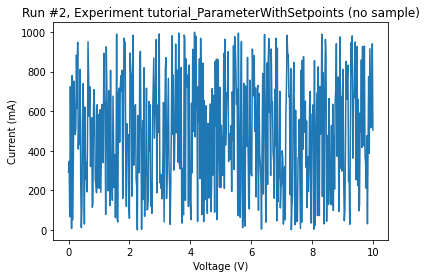 Run #2, Experiment tutorial_ParameterWithSetpoints (no sample)
1000
800
600
400
200
0
Current (mA)
0 2 4 6 8 10
Voltage (V)